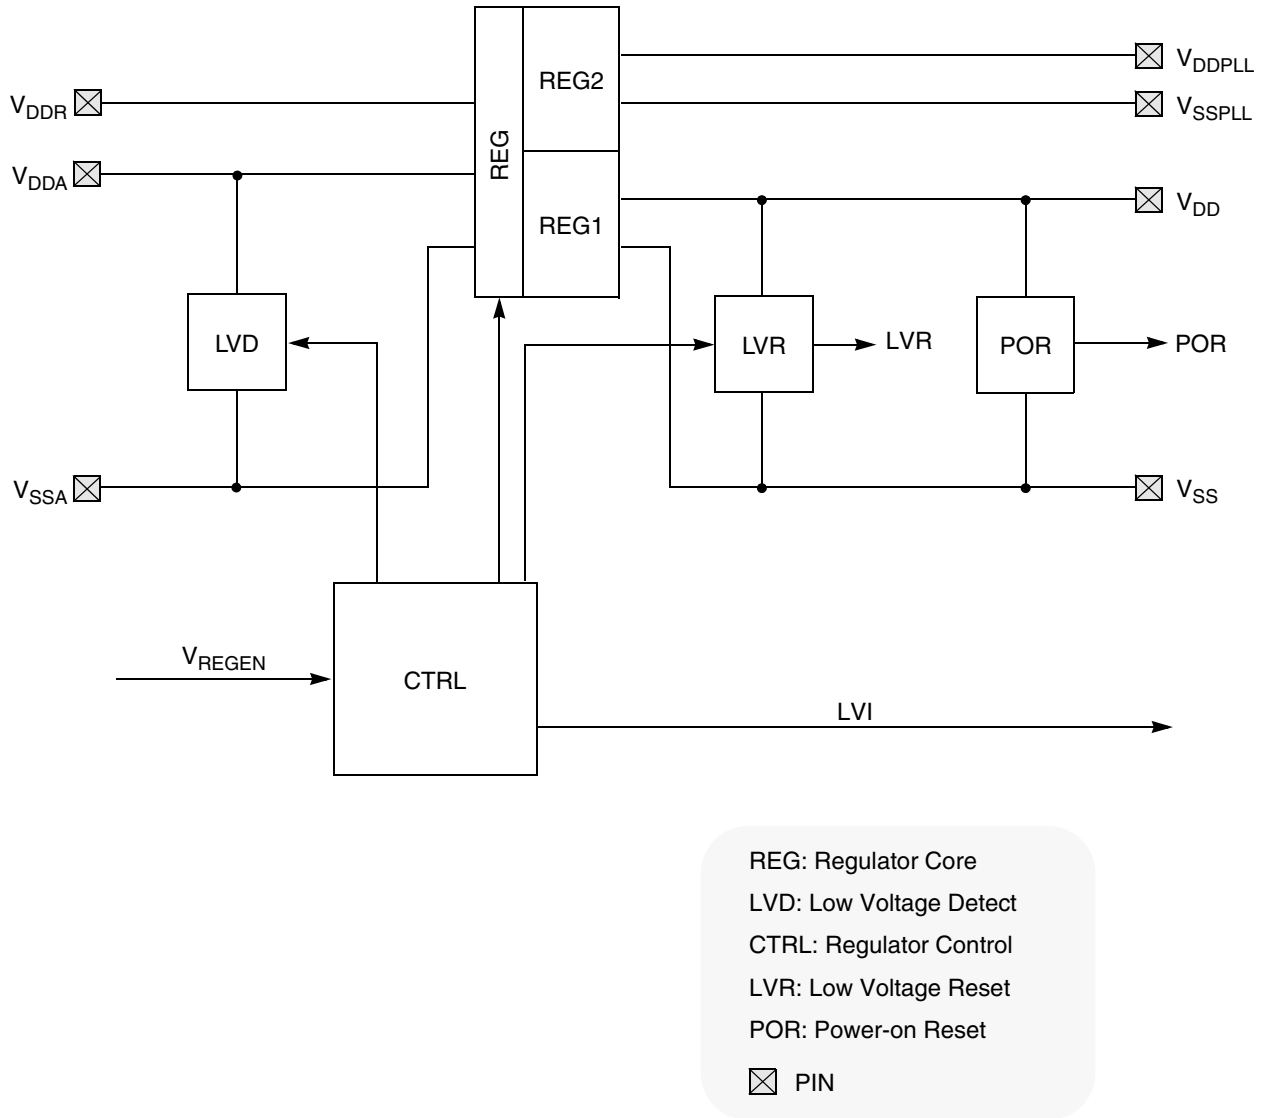 V_DDPLL
REG2
V_DDR
V_SSPLL
REG
V_DDA
V_DD
REG1
LVD
LVR
LVR
POR
POR
V_SSA
V_SS
V_REGEN
CTRL
LVI
REG: Regulator Core
LVD: Low Voltage Detect
CTRL: Regulator Control
LVR: Low Voltage Reset
POR: Power-on Reset
PIN